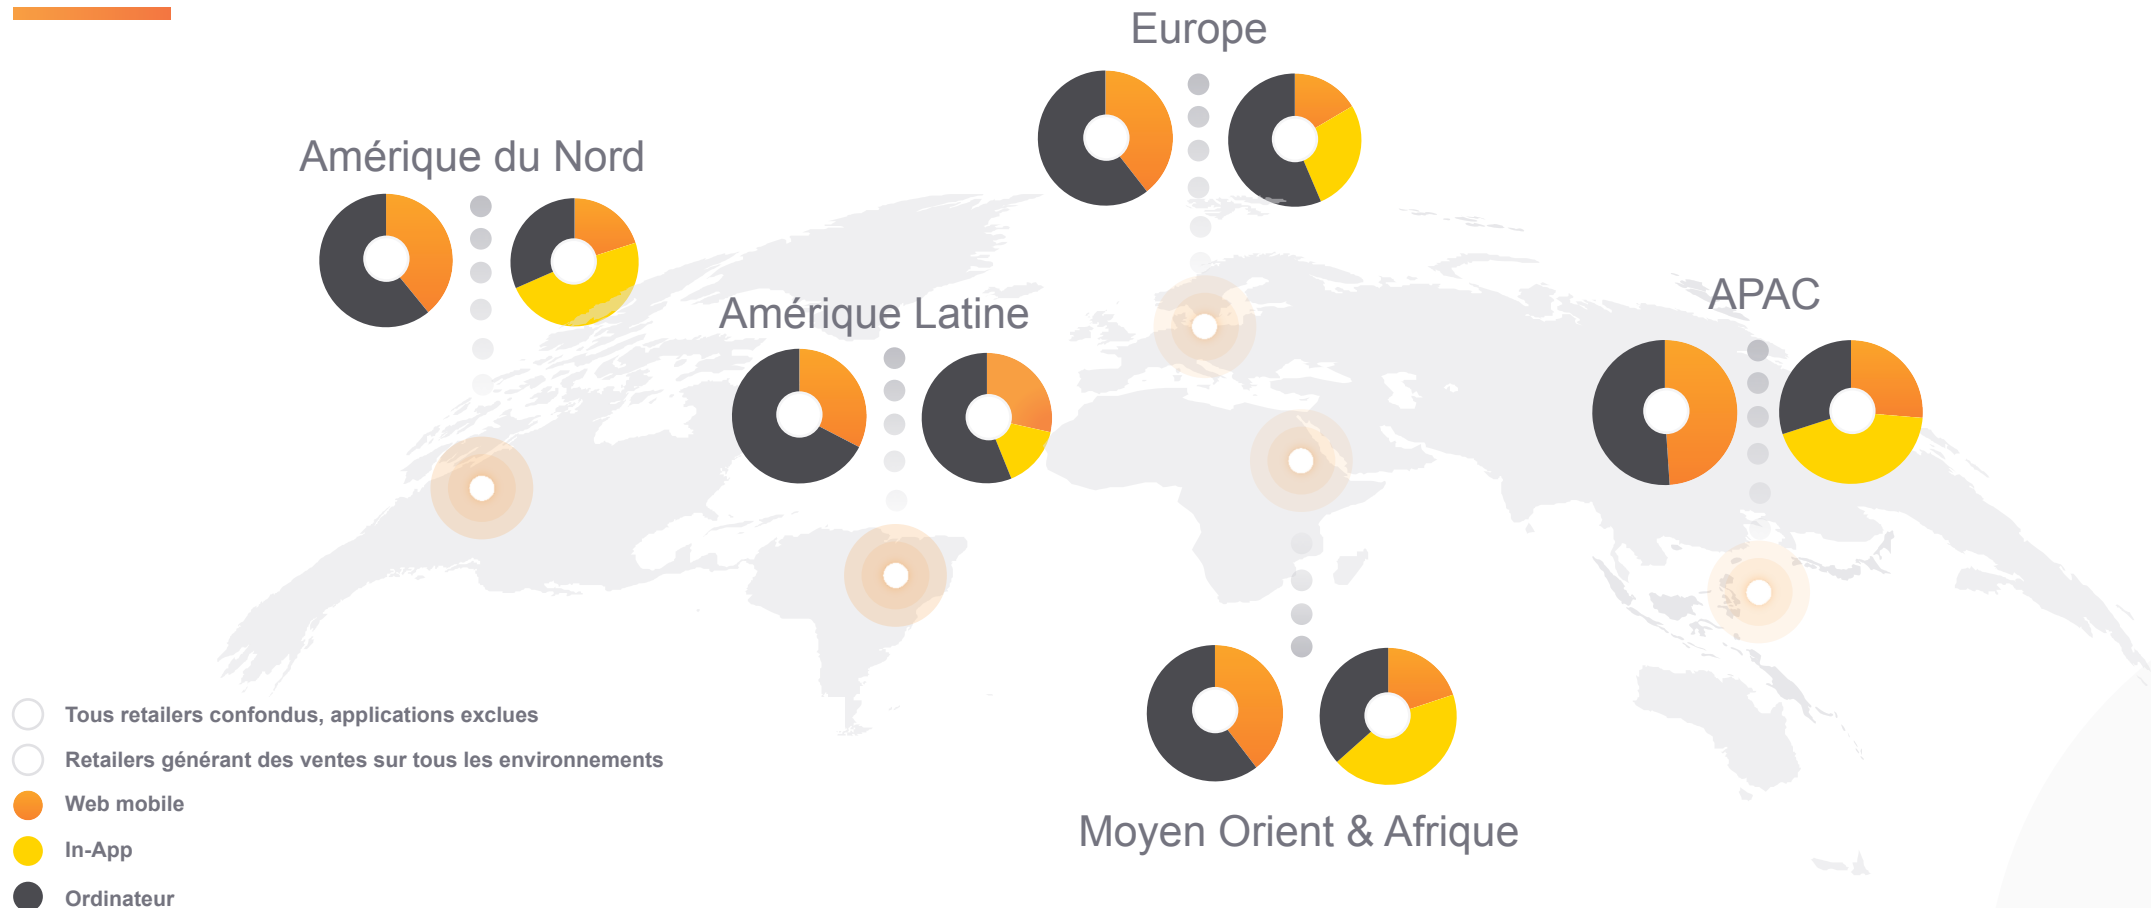 Europe
Amérique du Nord
Amérique Latine
APAC
Moyen Orient & Afrique
Tous retailers confondus, applications exclues
Retailers générant des ventes sur tous les environnements
Web mobile
In-App
Ordinateur